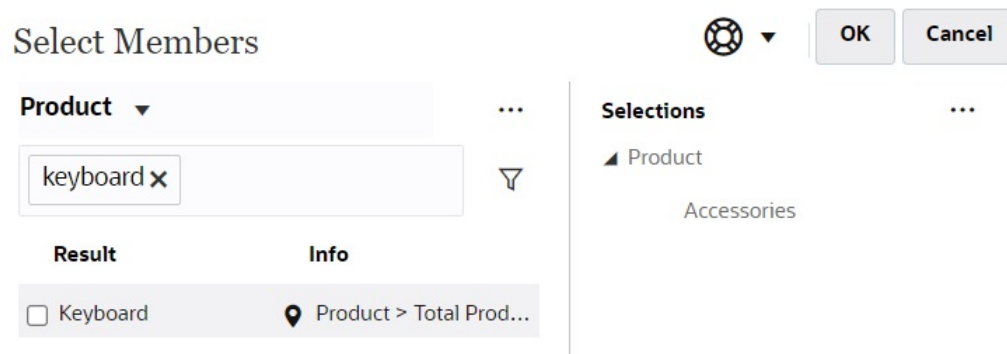 Select Members
OK
Cancel
Product
...
keyboard
Result
Info
Keyboard
Product > Total Prod...
Selections
...
Product
Accessories